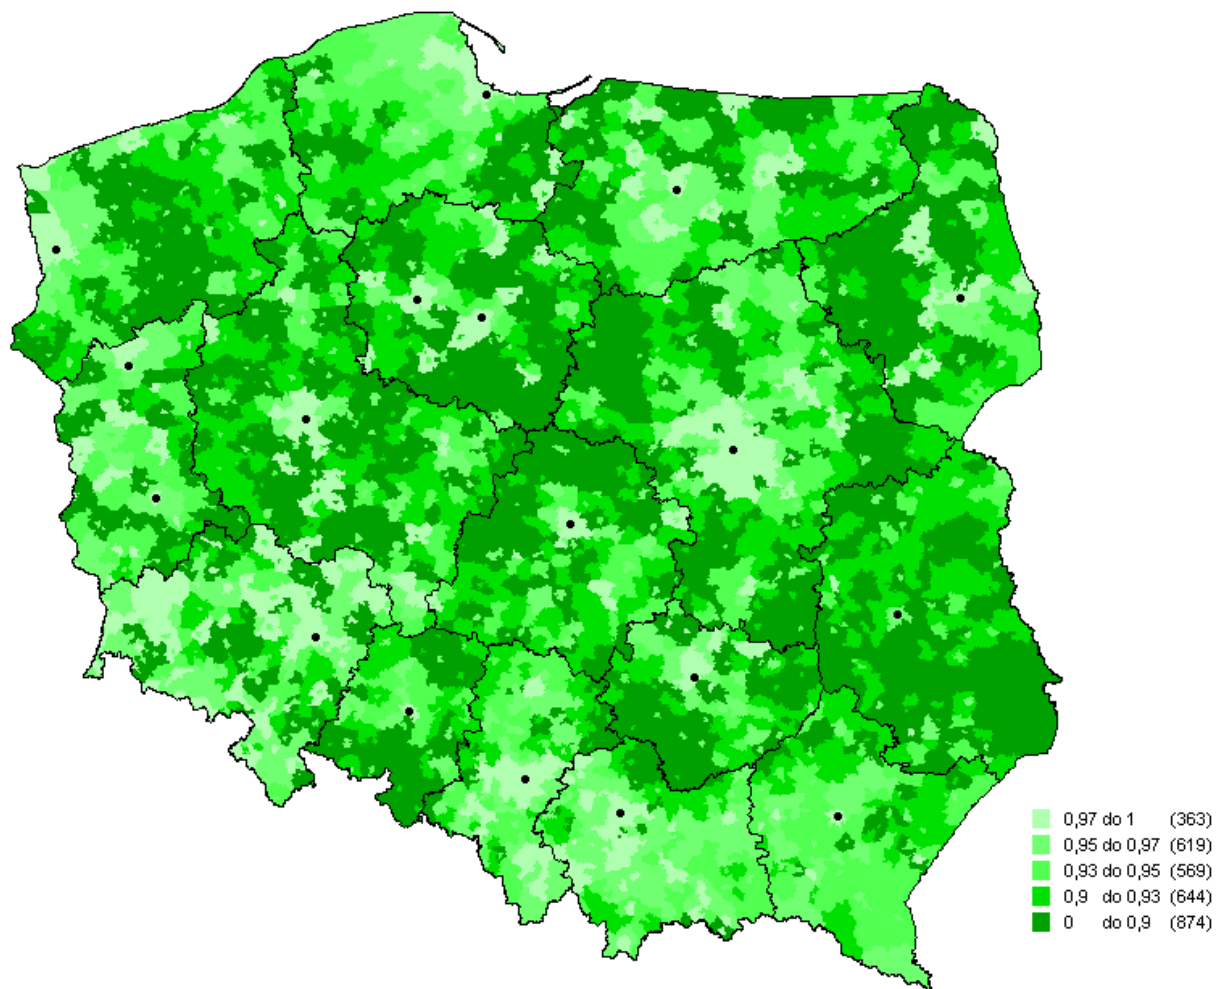 0,97 do 1 (363)
0,95 do 0,97 (619)
0,93 do 0,95 (569)
0,9 do 0,93 (644)
0 do 0,9 (874)